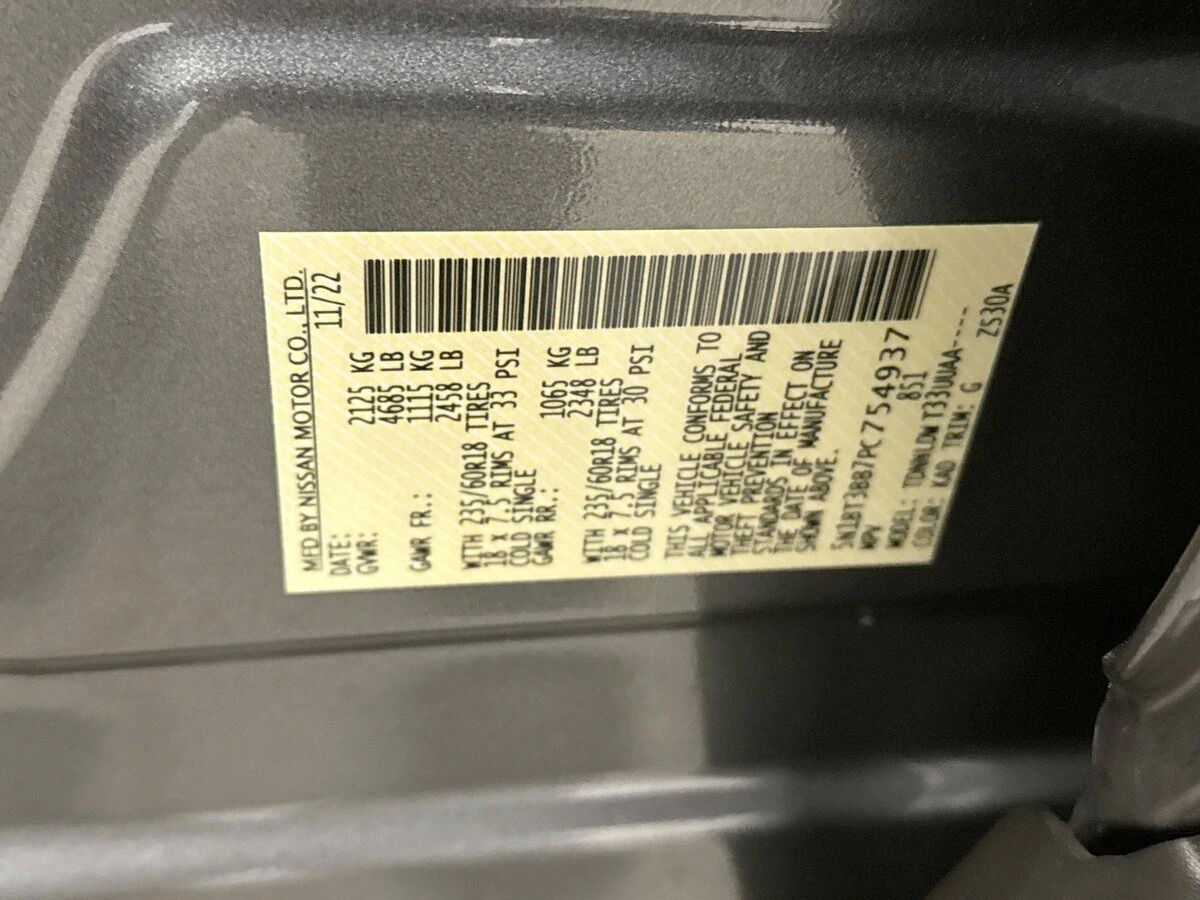 MFD BY NISSAN MOTOR CO., LTD.
DATE: 11/22
GVWR: 2125 KG
4685 LB
GAWR FR.: 1115 KG
2458 LB
WITH 235/60R18 TIRES
18 X 7.5 RIMS AT 33 PSI
COLD SINGLE
GAWR RR.: 1065 KG
2348 LB
WITH 235/60R18 TIRES
18 X 7.5 RIMS AT 30 PSI
COLD SINGLE
THIS VEHICLE CONFORMS TO
ALL APPLICABLE FEDERAL
MOTOR VEHICLE SAFETY AND
THEFT PREVENTION
STANDARDS IN EFFECT ON
THE DATE OF MANUFACTURE
SHOWN ABOVE.
5N1BT3BB7PC754937
MPV 851
MODEL: TDNNLDW T33UUAA----
COLOR: KAD TRIM: G ZS30A